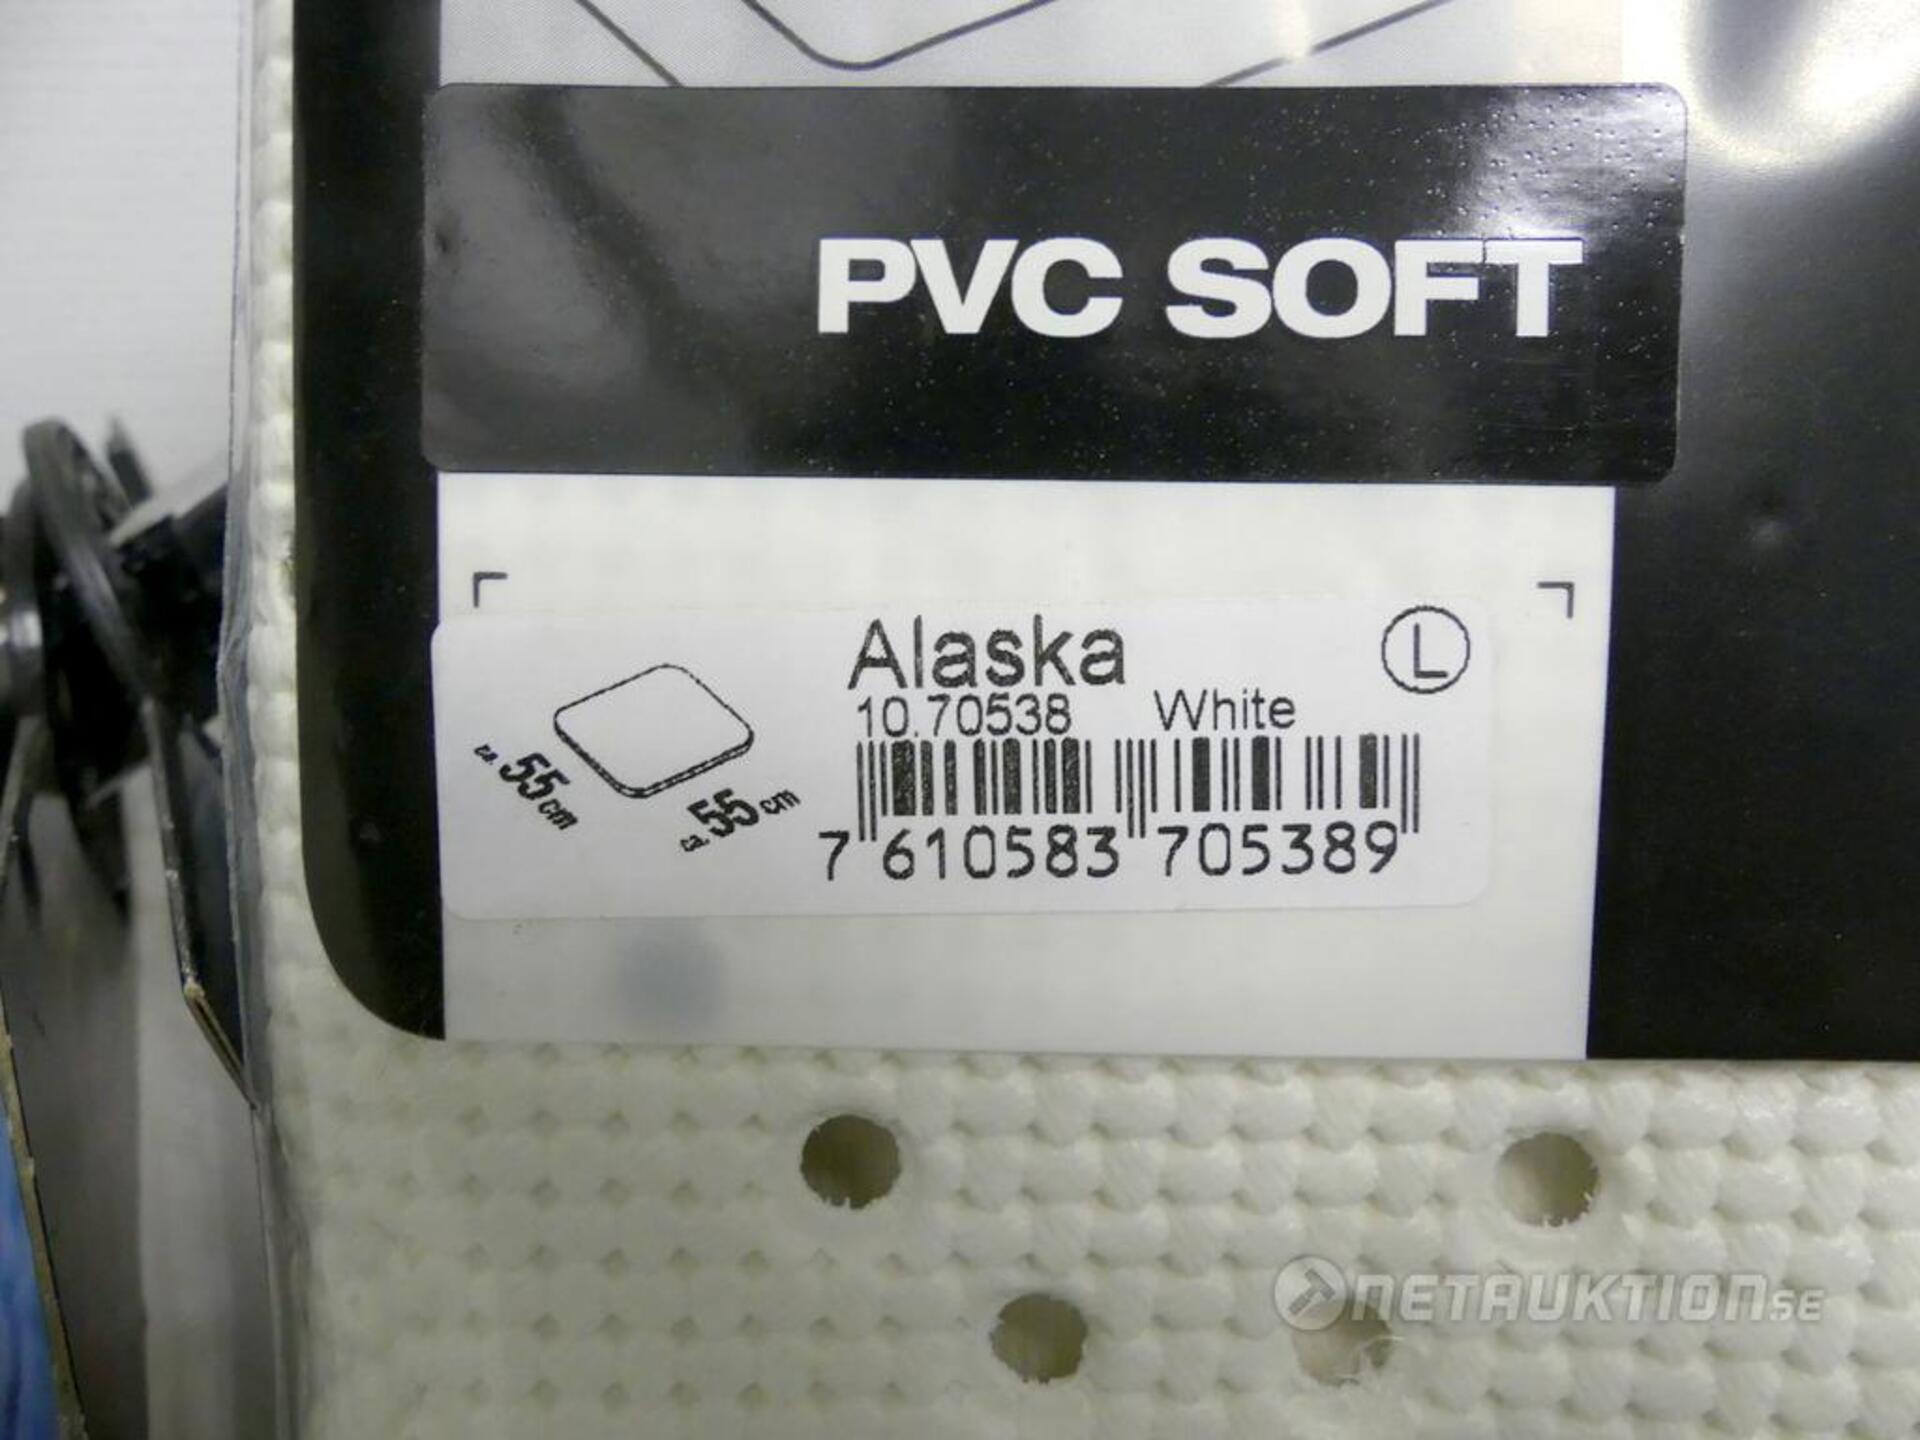 PVC SOFT
Alaska
L
10.70538 White
ca. 55 cm
ca. 55 cm
7 610583 705389
NETAUKTION.SE